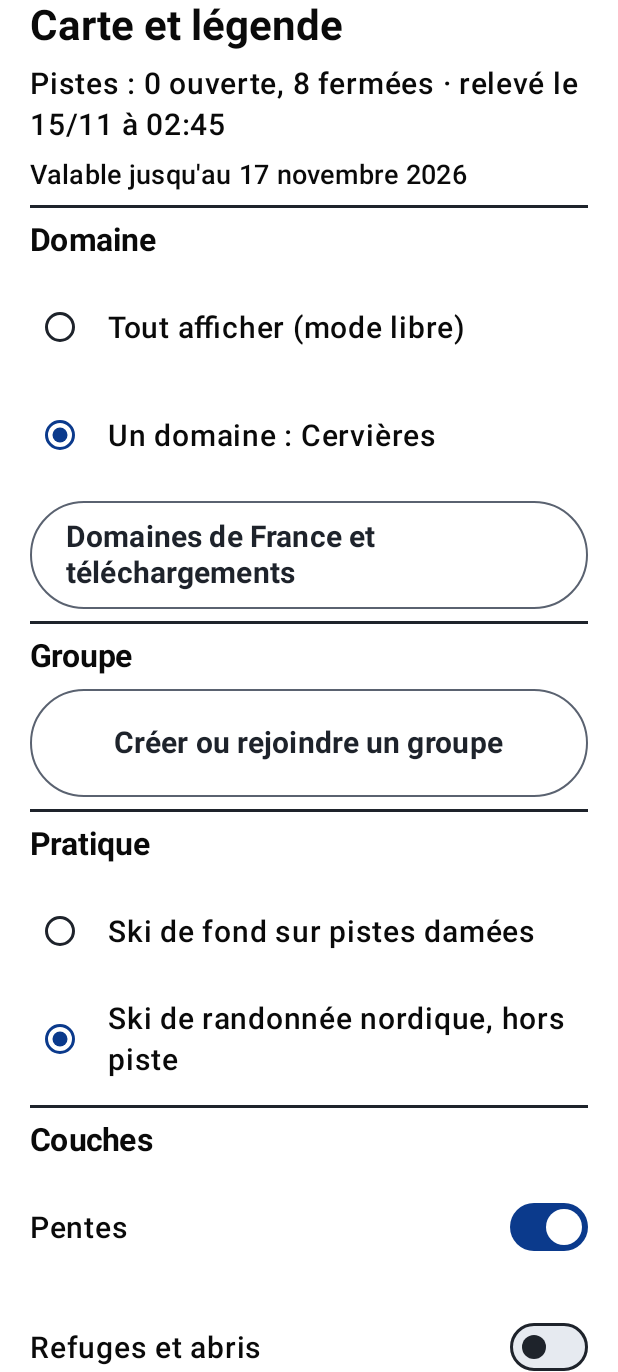 Carte et légende
Pistes : 0 ouverte, 8 fermées · relevé le
15/11 à 02:45
Valable jusqu'au 17 novembre 2026
Domaine
Tout afficher (mode libre)
Un domaine : Cervières
Domaines de France et
téléchargements
Groupe
Créer ou rejoindre un groupe
Pratique
Ski de fond sur pistes damées
Ski de randonnée nordique, hors
piste
Couches
Pentes
Refuges et abris